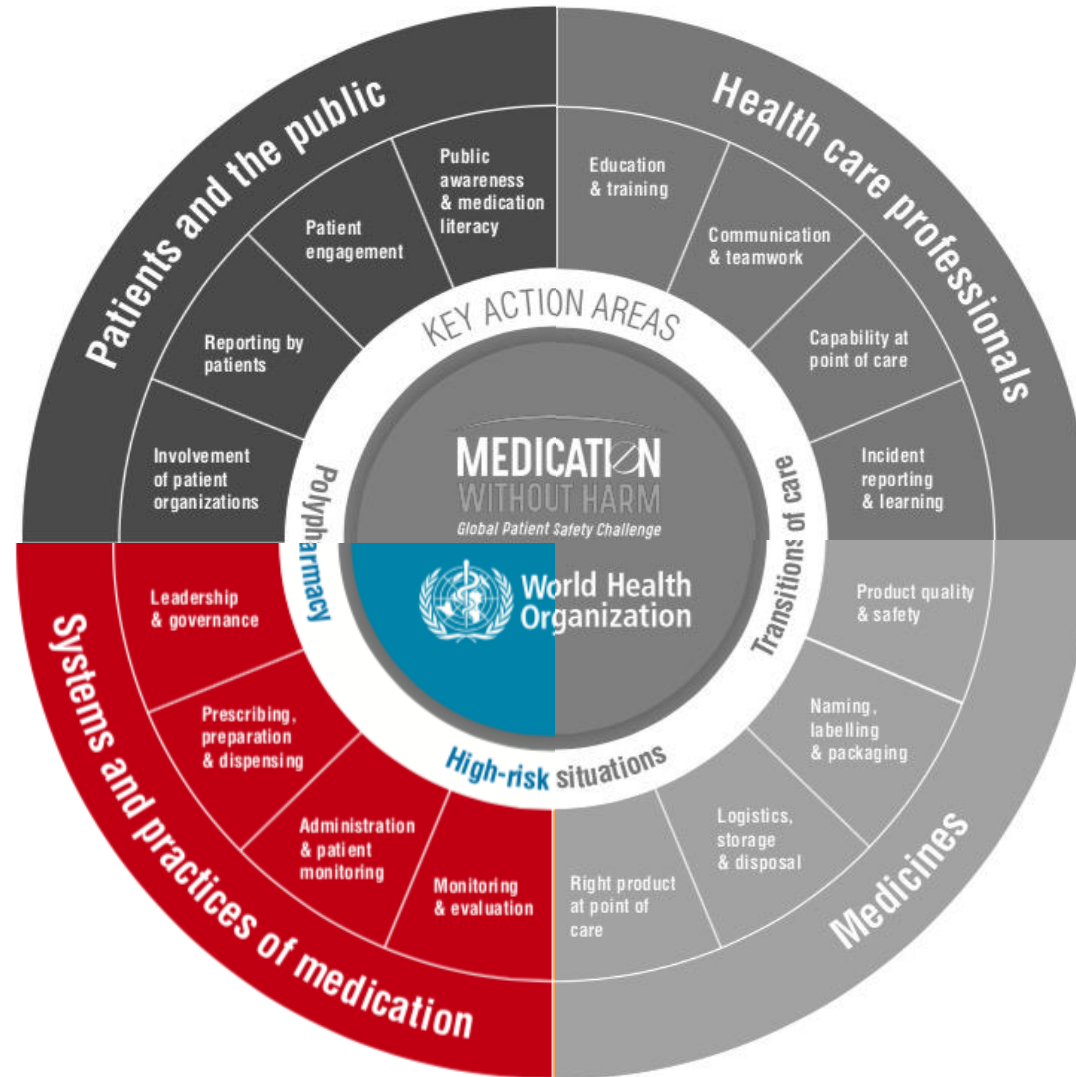 Patients and the public
Public
awareness
& medication
literacy
Patient
engagement
Reporting by
patients
Involvement
of patient
organizations
Health care professionals
Education
& training
Communication
& teamwork
Capability at
point of care
Incident
reporting
& learning
KEY ACTION AREAS
Polypharmacy
Transitions of care
High-risk situations
MEDICATION
WITHOUT HARM
Global Patient Safety Challenge
World Health
Organization
Systems and practices of medication
Leadership
& governance
Prescribing,
preparation
& dispensing
Administration
& patient
monitoring
Monitoring
& evaluation
Medicines
Product quality
& safety
Naming,
labelling
& packaging
Logistics,
storage
& disposal
Right product
at point of
care